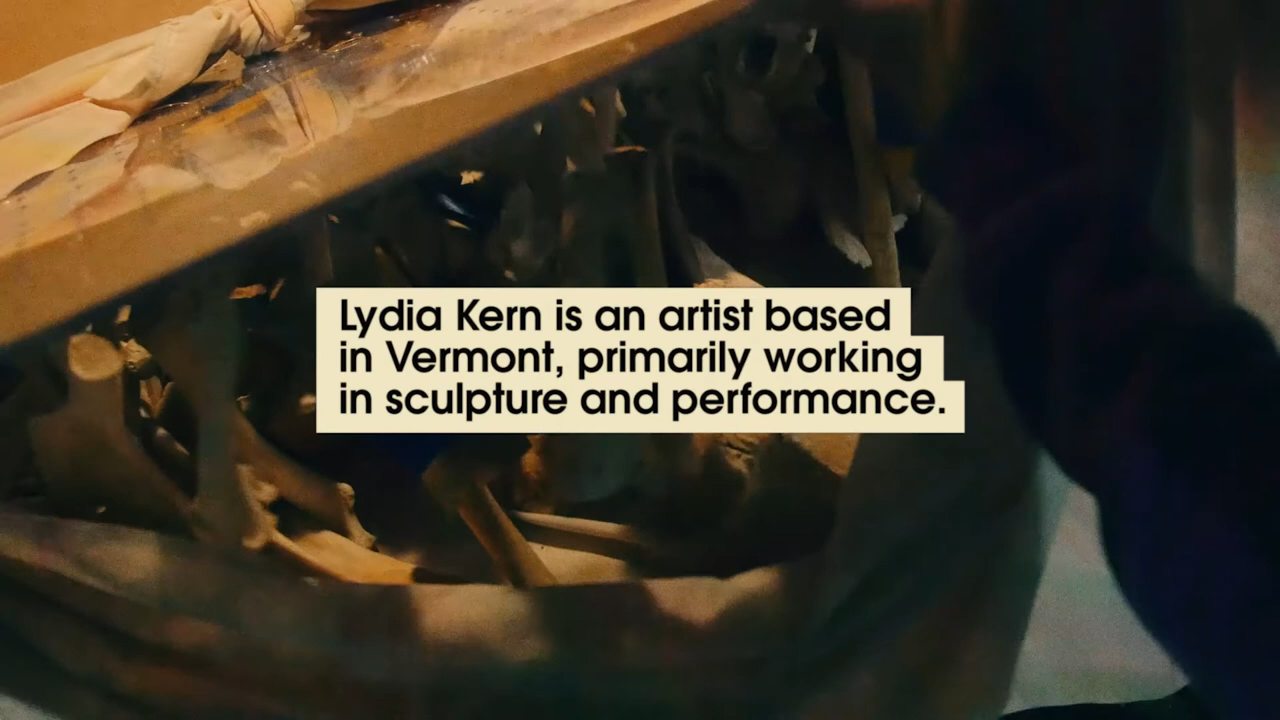 Lydia Kern is an artist based
in Vermont, primarily working
in sculpture and performance.